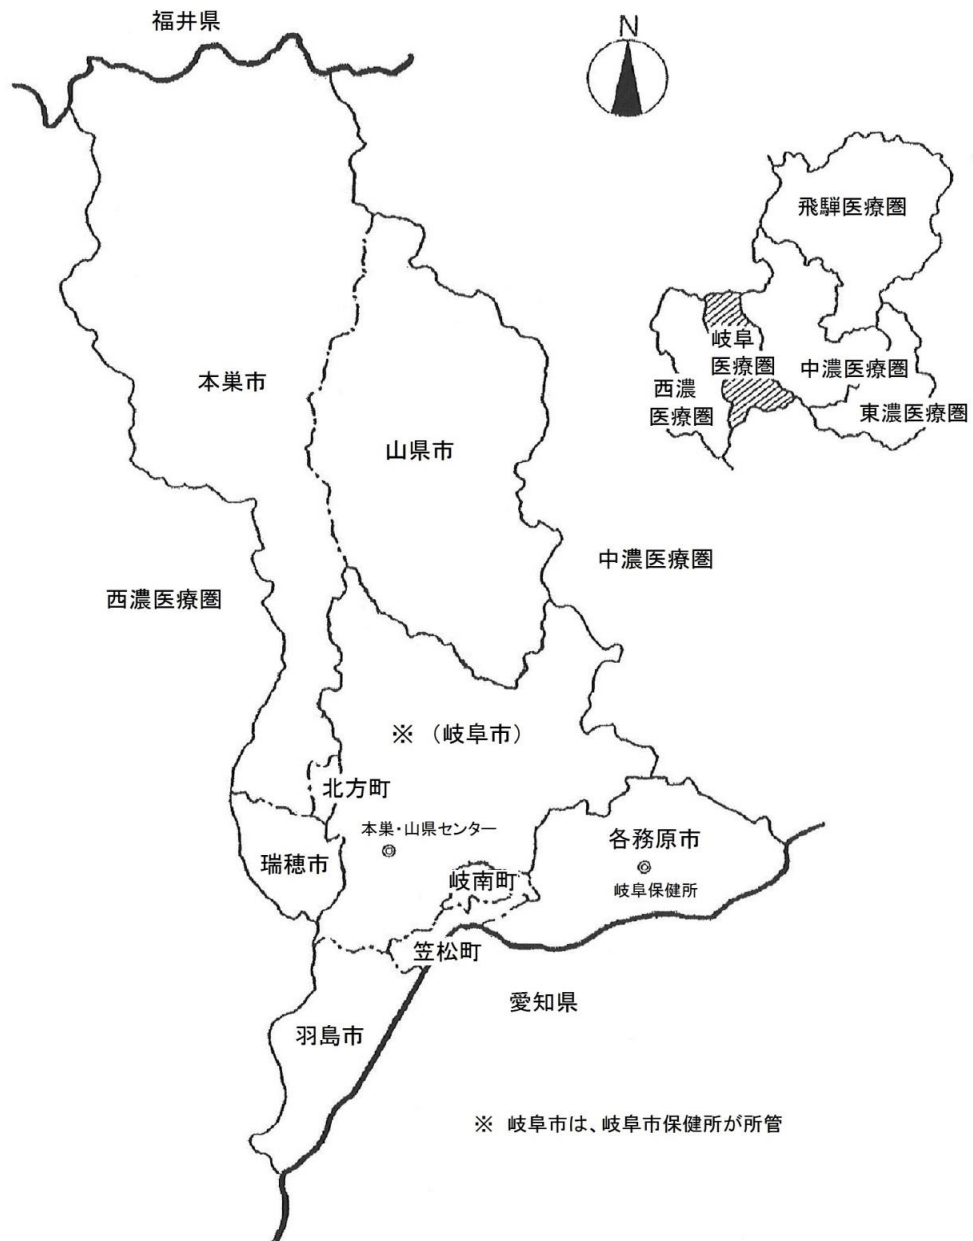 福井県
N
飛騨医療圏
岐阜
医療圏
中濃医療圏
西濃
医療圏
東濃医療圏
本巣市
山県市
中濃医療圏
西濃医療圏
※ (岐阜市)
北方町
本巣・山県センター
◎
各務原市
◎
岐阜保健所
瑞穂市
岐南町
笠松町
愛知県
羽島市
※ 岐阜市は、岐阜市保健所が所管